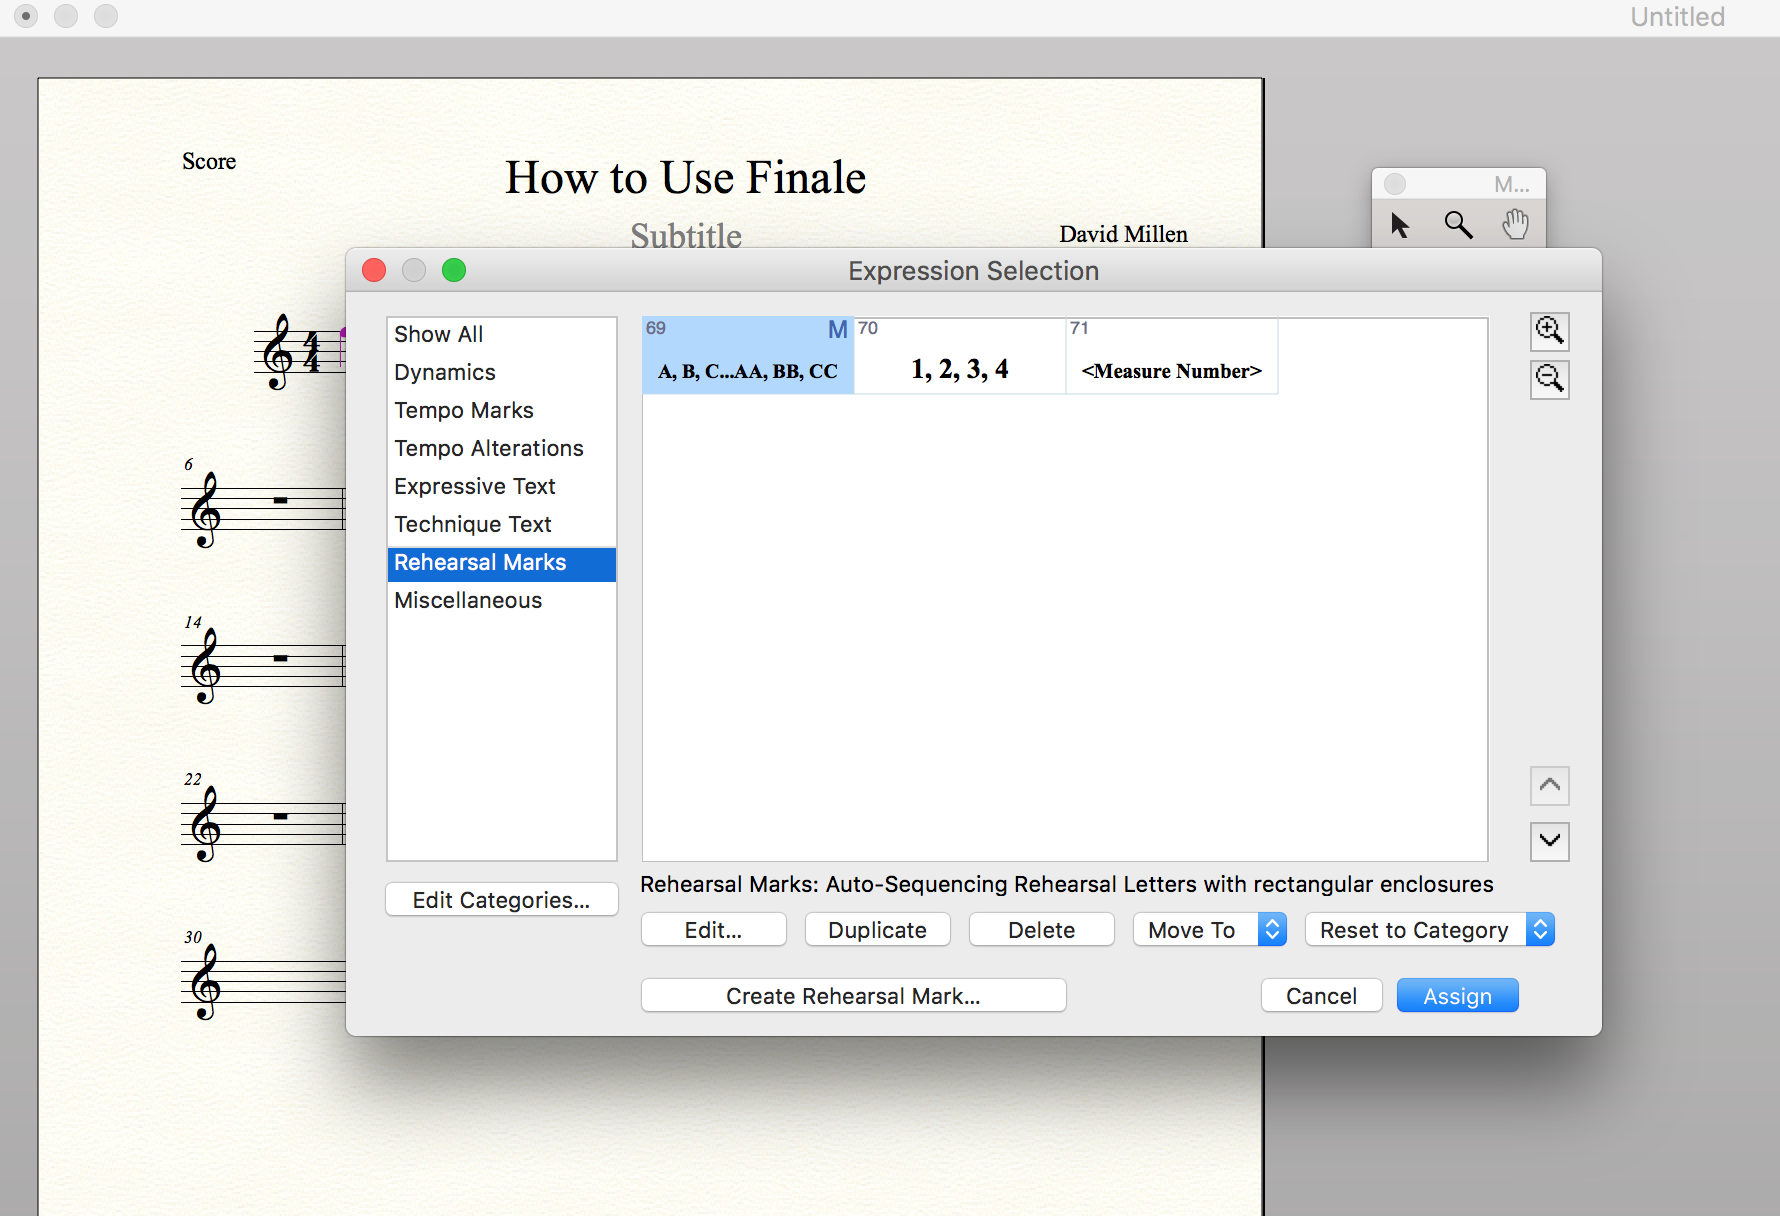 Untitled
Score
How to Use Finale
Subtitle
David Millen
M...
Expression Selection
Show All
Dynamics
Tempo Marks
Tempo Alterations
Expressive Text
Technique Text
Rehearsal Marks
Miscellaneous
Edit Categories...
69 M 70 71
A, B, C...AA, BB, CC 1, 2, 3, 4 <Measure Number>
Rehearsal Marks: Auto-Sequencing Rehearsal Letters with rectangular enclosures
Edit... Duplicate Delete Move To Reset to Category
Create Rehearsal Mark... Cancel Assign
4
4
6
14
22
30